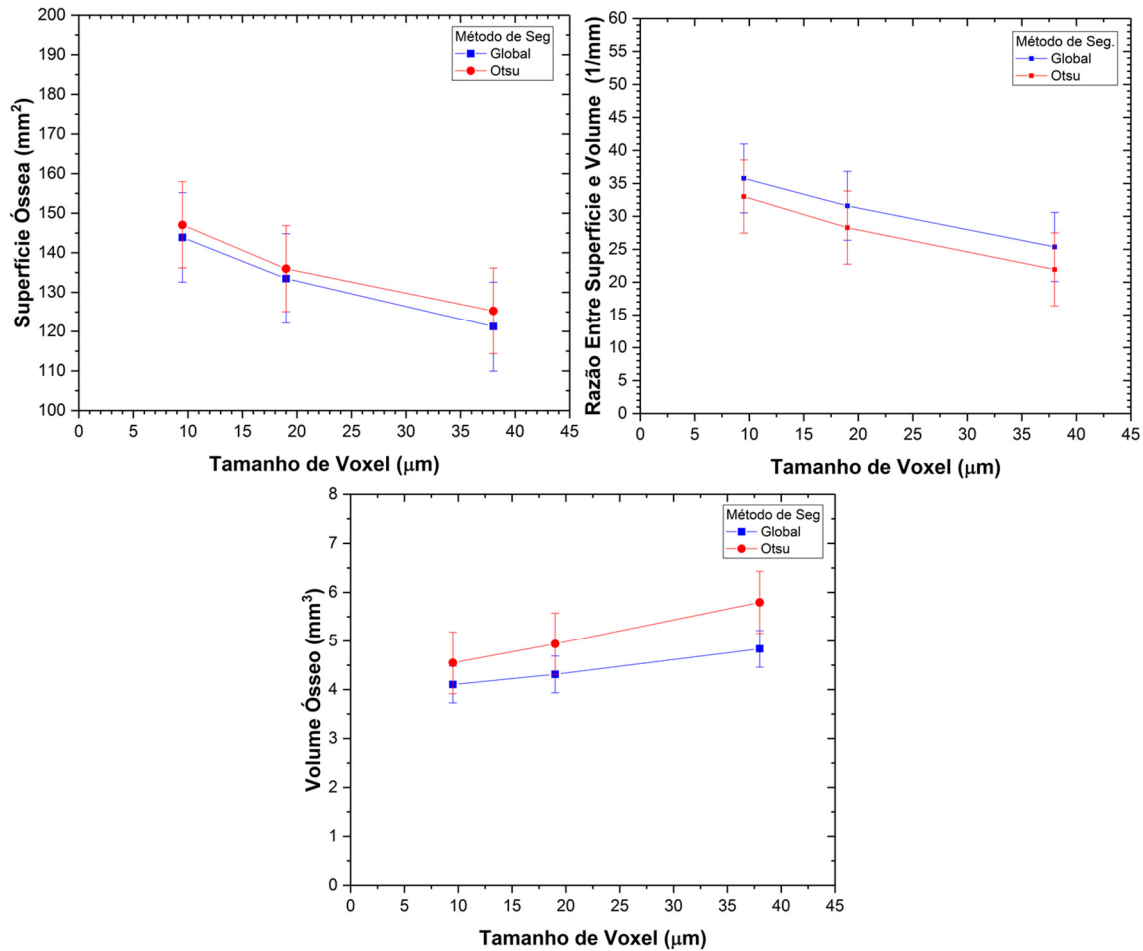 200
190
180
170
160
150
140
130
120
110
100
Superfície Óssea (mm²)
Método de Seg
Global
Otsu
0 5 10 15 20 25 30 35 40 45
Tamanho de Voxel (μm)
60
55
50
45
40
35
30
25
20
15
10
5
0
Razão Entre Superfície e Volume (1/mm)
Método de Seg.
Global
Otsu
0 5 10 15 20 25 30 35 40 45
Tamanho de Voxel (μm)
8
7
6
5
4
3
2
1
0
Volume Ósseo (mm³)
Método de Seg
Global
Otsu
0 5 10 15 20 25 30 35 40 45
Tamanho de Voxel (μm)